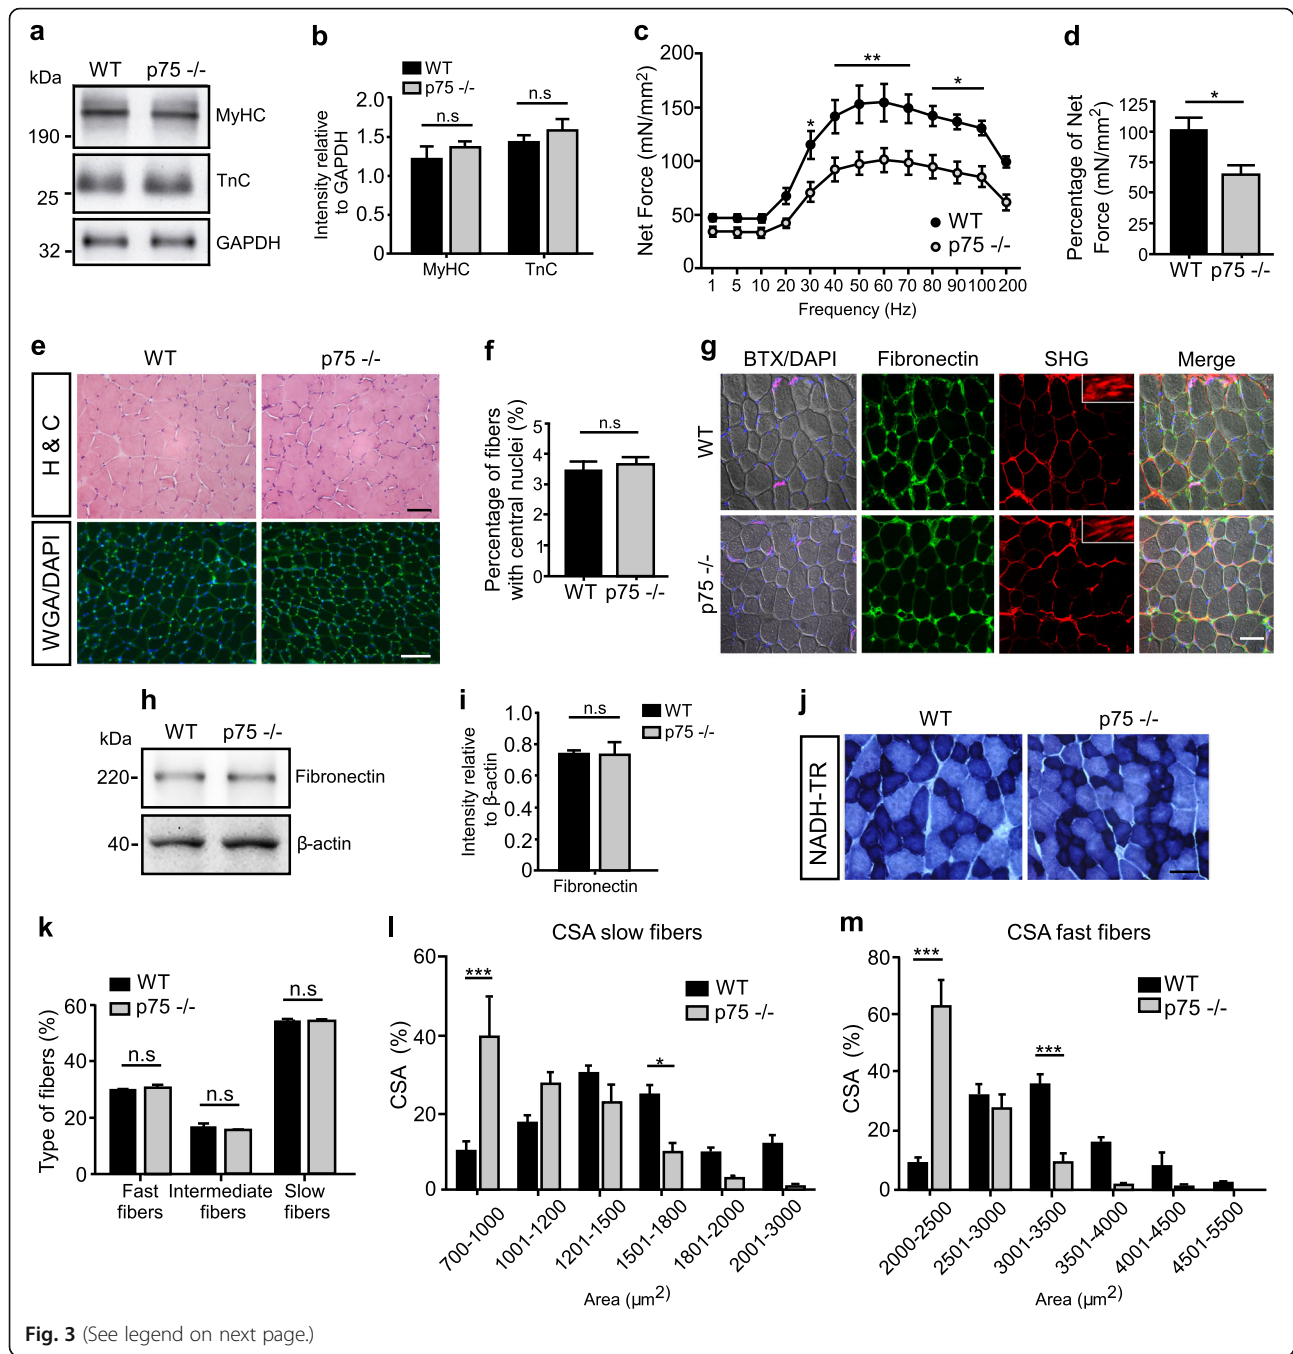 a
WT p75 -/-
kDa
MyHC
190
TnC
25
GAPDH
32
b
WT
p75 -/-
Intensity relative
to GAPDH
2.0
1.5
1.0
0.5
0
n.s
n.s
MyHC TnC
c
Net Force (mN/mm2)
200
150
100
50
0
*
**
*
WT
p75 -/-
1 5 10 20 30 40 50 60 70 80 90 100 200
Frequency (Hz)
d
Percentage of Net
Force (mN/mm2)
125
100
75
50
25
0
*
WT p75 -/-
e
WT p75 -/-
H & C
WGA/DAPI
f
Percentage of fibers
with central nuclei (%)
5
4
3
2
1
0
n.s
WT p75 -/-
g
BTX/DAPI Fibronectin SHG Merge
WT
p75 -/-
h
WT p75 -/-
kDa
220 Fibronectin
40 β-actin
i
WT
p75 -/-
Intensity relative
to β-actin
1.0
0.8
0.6
0.4
0.2
0
n.s
Fibronectin
j
WT p75 -/-
NADH-TR
k
WT
p75 -/-
Type of fibers (%)
60
40
20
0
n.s
n.s
n.s
Fast Intermediate Slow
fibers fibers fibers
l
CSA slow fibers
CSA (%)
60
40
20
0
***
*
WT
p75 -/-
700-1000 1001-1200 1201-1500 1501-1800 1801-2000 2001-3000
Area (µm2)
m
CSA fast fibers
CSA (%)
80
60
40
20
0
***
***
WT
p75 -/-
2000-2500 2501-3000 3001-3500 3501-4000 4001-4500 4501-5500
Area (µm2)
Fig. 3 (See legend on next page.)